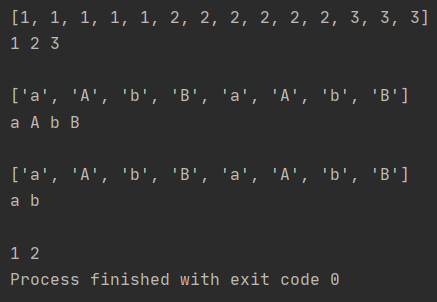 [1, 1, 1, 1, 1, 2, 2, 2, 2, 2, 2, 3, 3, 3]
1 2 3
['a', 'A', 'b', 'B', 'a', 'A', 'b', 'B']
a A b B
['a', 'A', 'b', 'B', 'a', 'A', 'b', 'B']
a b
1 2
Process finished with exit code 0